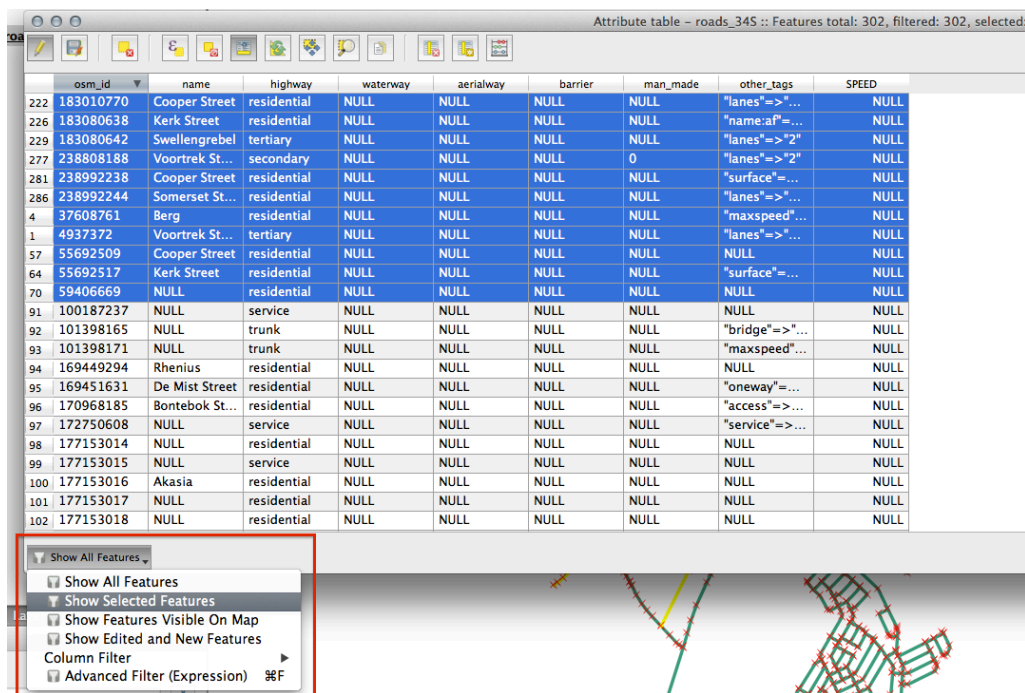 Attribute table – roads_34S :: Features total: 302, filtered: 302, selected:
roa
ε
osm_id name highway waterway aerialway barrier man_made other_tags SPEED
222 183010770 Cooper Street residential NULL NULL NULL NULL "lanes"=>"... NULL
226 183080638 Kerk Street residential NULL NULL NULL NULL "name:af"=... NULL
229 183080642 Swellengrebel tertiary NULL NULL NULL NULL "lanes"=>"2" NULL
277 238808188 Voortrek St... secondary NULL NULL NULL 0 "lanes"=>"2" NULL
281 238992238 Cooper Street residential NULL NULL NULL NULL "surface"=... NULL
286 238992244 Somerset St... residential NULL NULL NULL NULL "lanes"=>"... NULL
4 37608761 Berg residential NULL NULL NULL NULL "maxspeed"... NULL
1 4937372 Voortrek St... tertiary NULL NULL NULL NULL "lanes"=>"... NULL
57 55692509 Cooper Street residential NULL NULL NULL NULL NULL NULL
64 55692517 Kerk Street residential NULL NULL NULL NULL "surface"=... NULL
70 59406669 NULL residential NULL NULL NULL NULL NULL NULL
91 100187237 NULL service NULL NULL NULL NULL NULL NULL
92 101398165 NULL trunk NULL NULL NULL NULL "bridge"=>"... NULL
93 101398171 NULL trunk NULL NULL NULL NULL "maxspeed"... NULL
94 169449294 Rhenius residential NULL NULL NULL NULL NULL NULL
95 169451631 De Mist Street residential NULL NULL NULL NULL "oneway"=... NULL
96 170968185 Bontebok St... residential NULL NULL NULL NULL "access"=>... NULL
97 172750608 NULL service NULL NULL NULL NULL "service"=>... NULL
98 177153014 NULL residential NULL NULL NULL NULL NULL NULL
99 177153015 NULL service NULL NULL NULL NULL NULL NULL
100 177153016 Akasia residential NULL NULL NULL NULL NULL NULL
101 177153017 NULL residential NULL NULL NULL NULL NULL NULL
102 177153018 NULL residential NULL NULL NULL NULL NULL NULL
Show All Features
Show All Features
Show Selected Features
La
Show Features Visible On Map
Show Edited and New Features
Column Filter
Advanced Filter (Expression) ⌘F